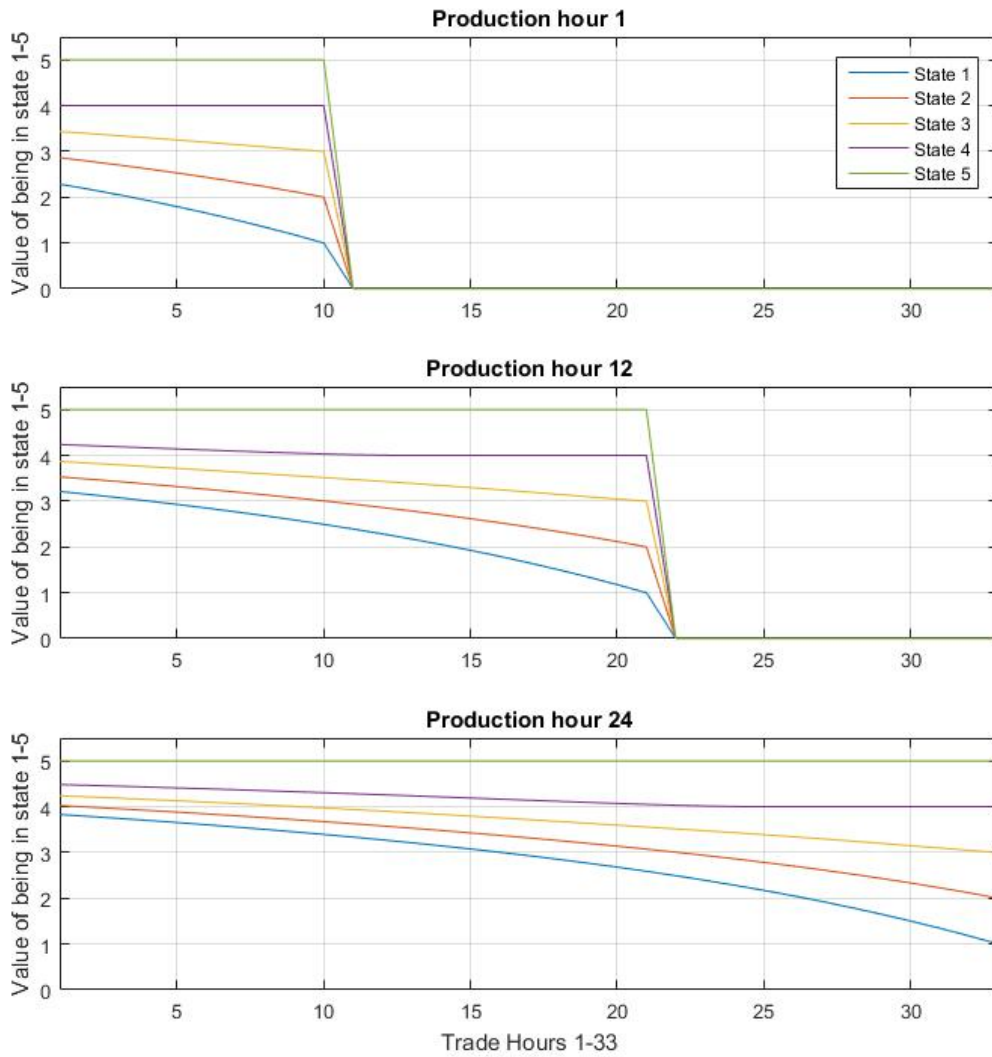 Production hour 1
Value of being in state 1-5
5
4
3
2
1
0
State 1
State 2
State 3
State 4
State 5
5 10 15 20 25 30
Production hour 12
Value of being in state 1-5
5
4
3
2
1
0
5 10 15 20 25 30
Production hour 24
Value of being in state 1-5
5
4
3
2
1
0
5 10 15 20 25 30
Trade Hours 1-33